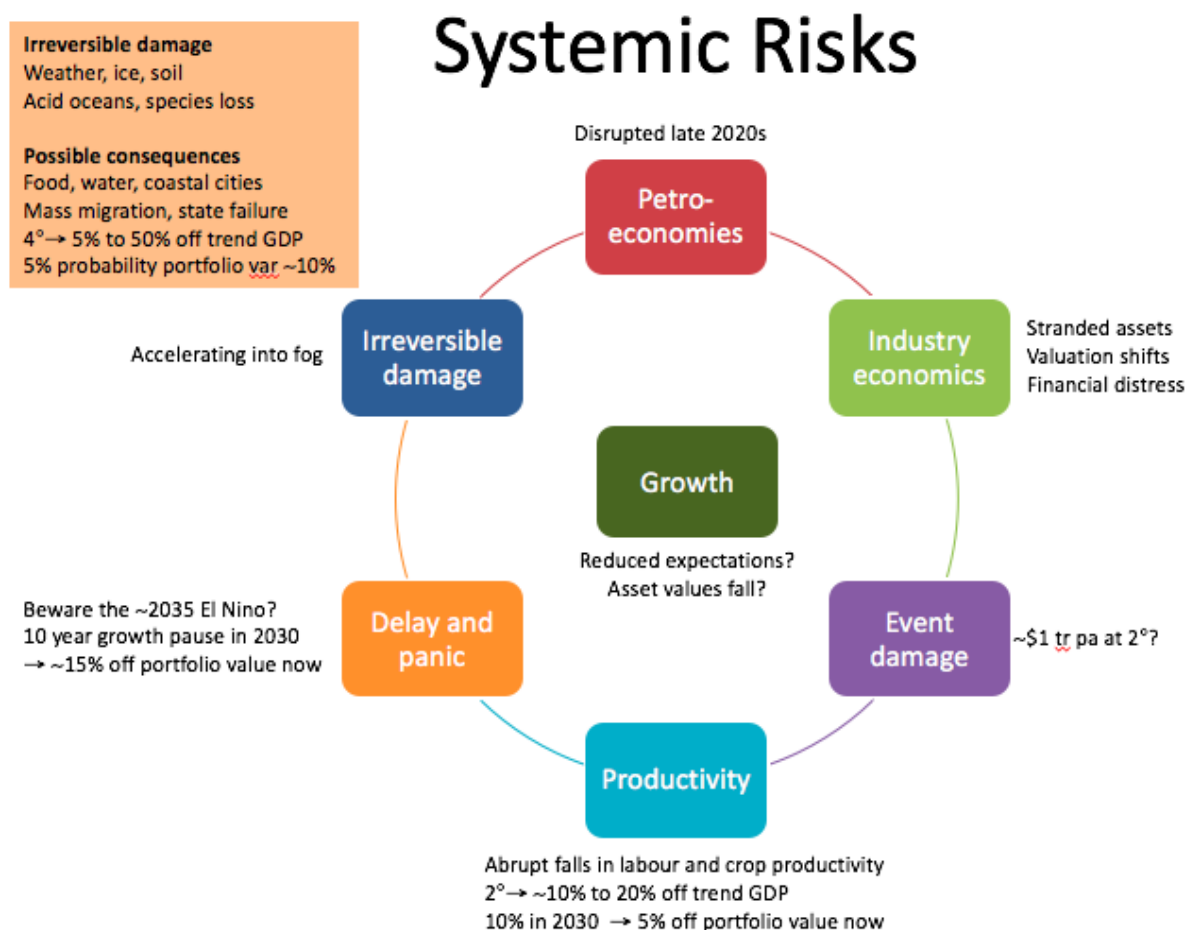 Systemic Risks
Irreversible damage
Weather, ice, soil
Acid oceans, species loss
Possible consequences
Food, water, coastal cities
Mass migration, state failure
4°→ 5% to 50% off trend GDP
5% probability portfolio var ~10%
Disrupted late 2020s
Petro-
economies
Industry
economics
Stranded assets
Valuation shifts
Financial distress
Event
damage
~$1 tr pa at 2°?
Productivity
Abrupt falls in labour and crop productivity
2°→ ~10% to 20% off trend GDP
10% in 2030 → 5% off portfolio value now
Delay and
panic
Beware the ~2035 El Nino?
10 year growth pause in 2030
→ ~15% off portfolio value now
Irreversible
damage
Accelerating into fog
Growth
Reduced expectations?
Asset values fall?